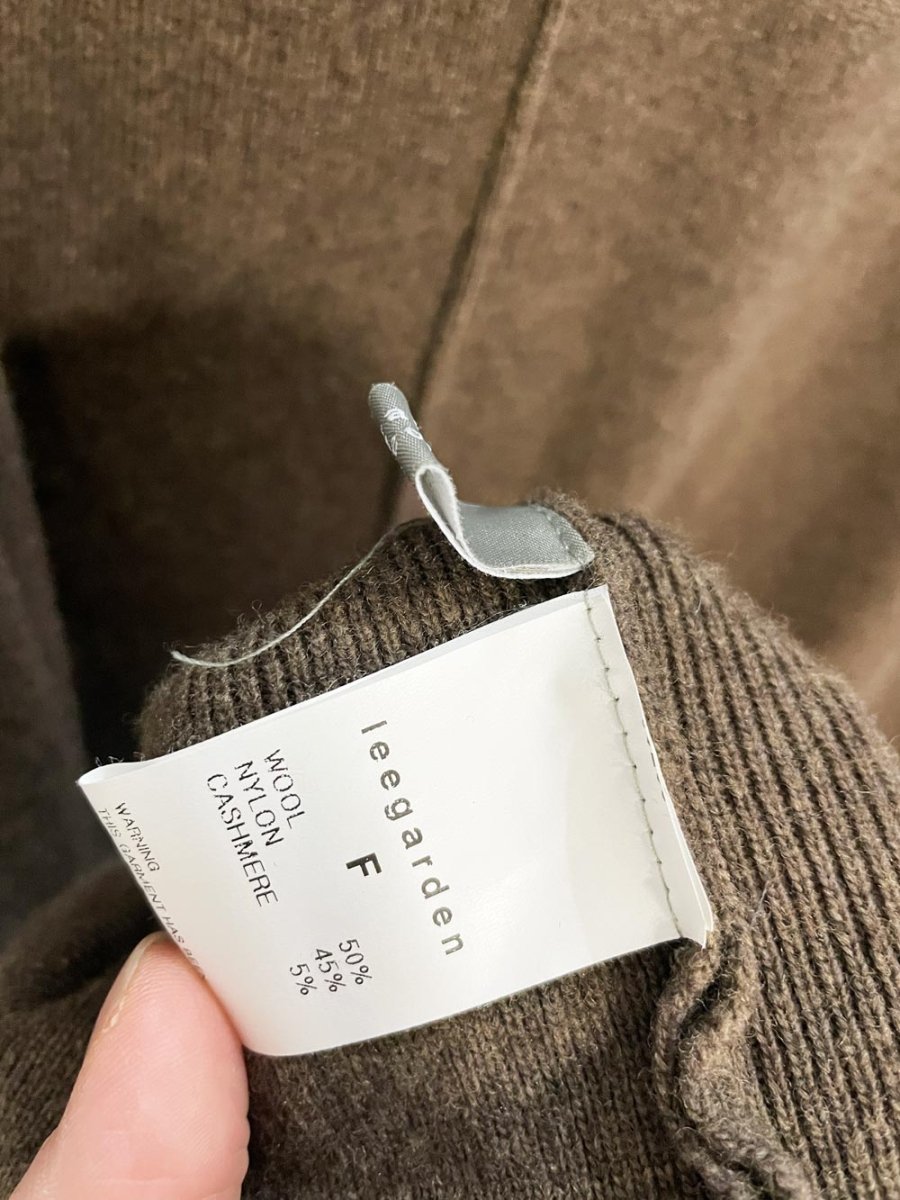 leegarden
F
WOOL 50%
NYLON 45%
CASHMERE 5%
WARNING
THIS GARMENT HAS